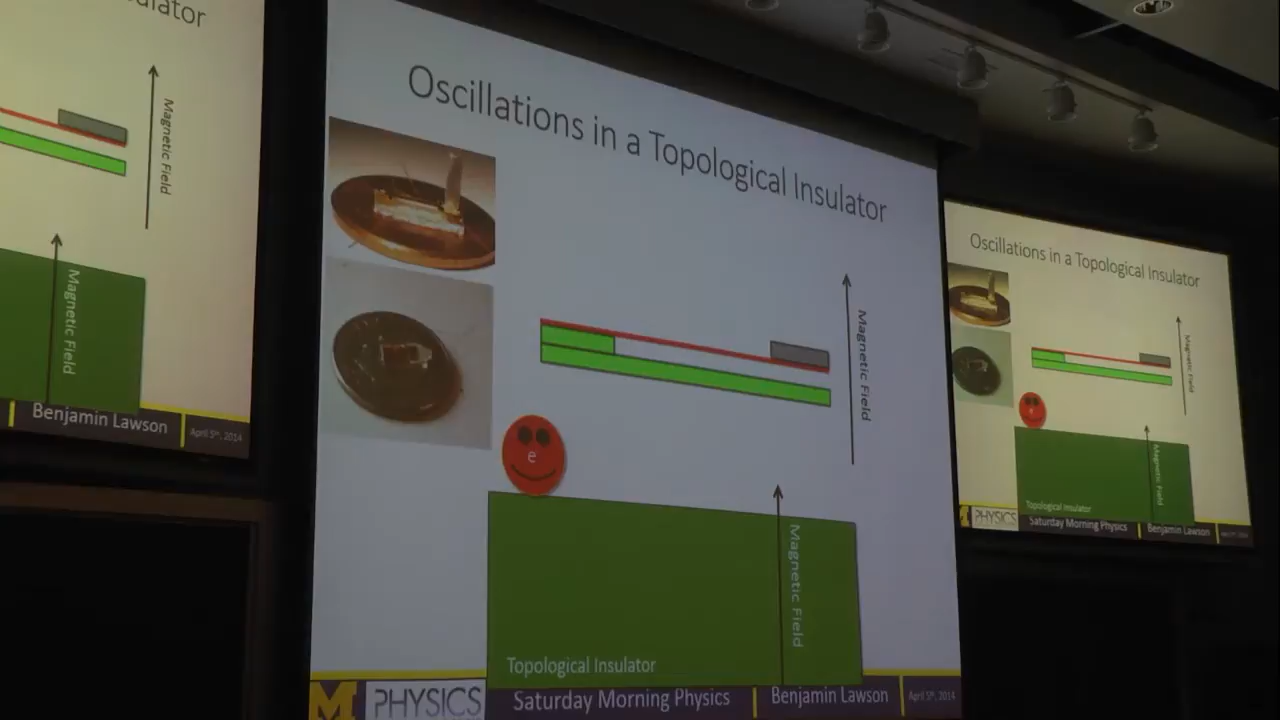 ulator
Magnetic Field
Magnetic Field
Benjamin Lawson
April 5th, 2014
Oscillations in a Topological Insulator
Magnetic Field
e
Magnetic Field
Topological Insulator
M PHYSICS
Saturday Morning Physics
Benjamin Lawson
April 5th, 2014
Oscillations in a Topological Insulator
Magnetic Field
Magnetic Field
Topological Insulator
PHYSICS
Saturday Morning Physics
Benjamin Lawson